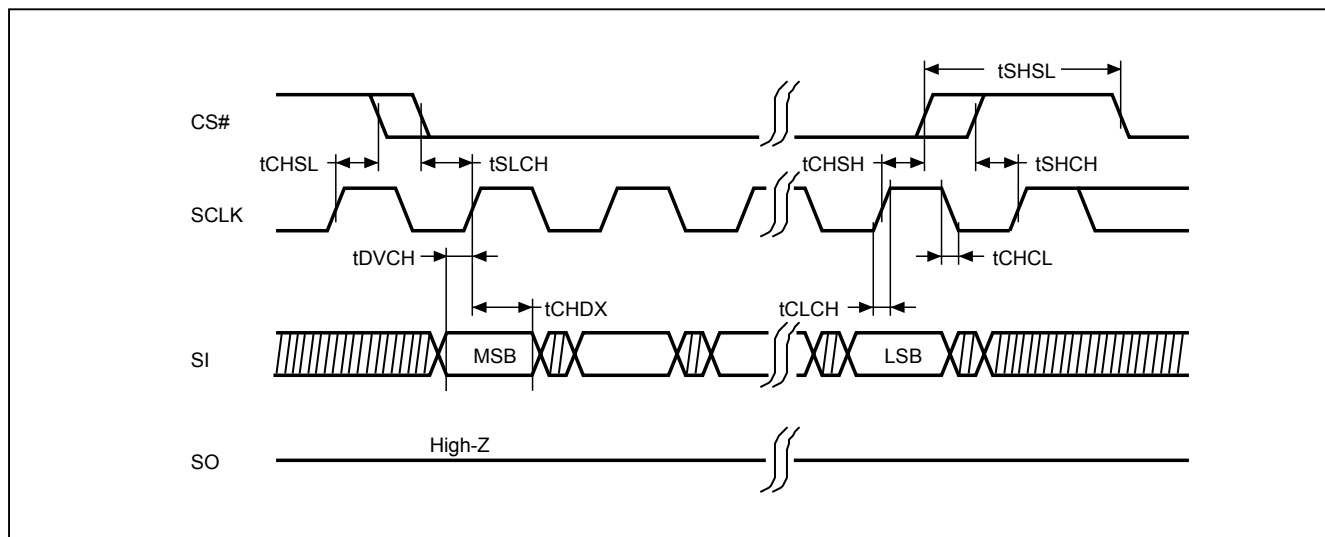 tSHSL
CS#
tCHSL
tSLCH
tCHSH
tSHCH
SCLK
tDVCH
tCHCL
tCHDX
tCLCH
SI
MSB
LSB
High-Z
SO